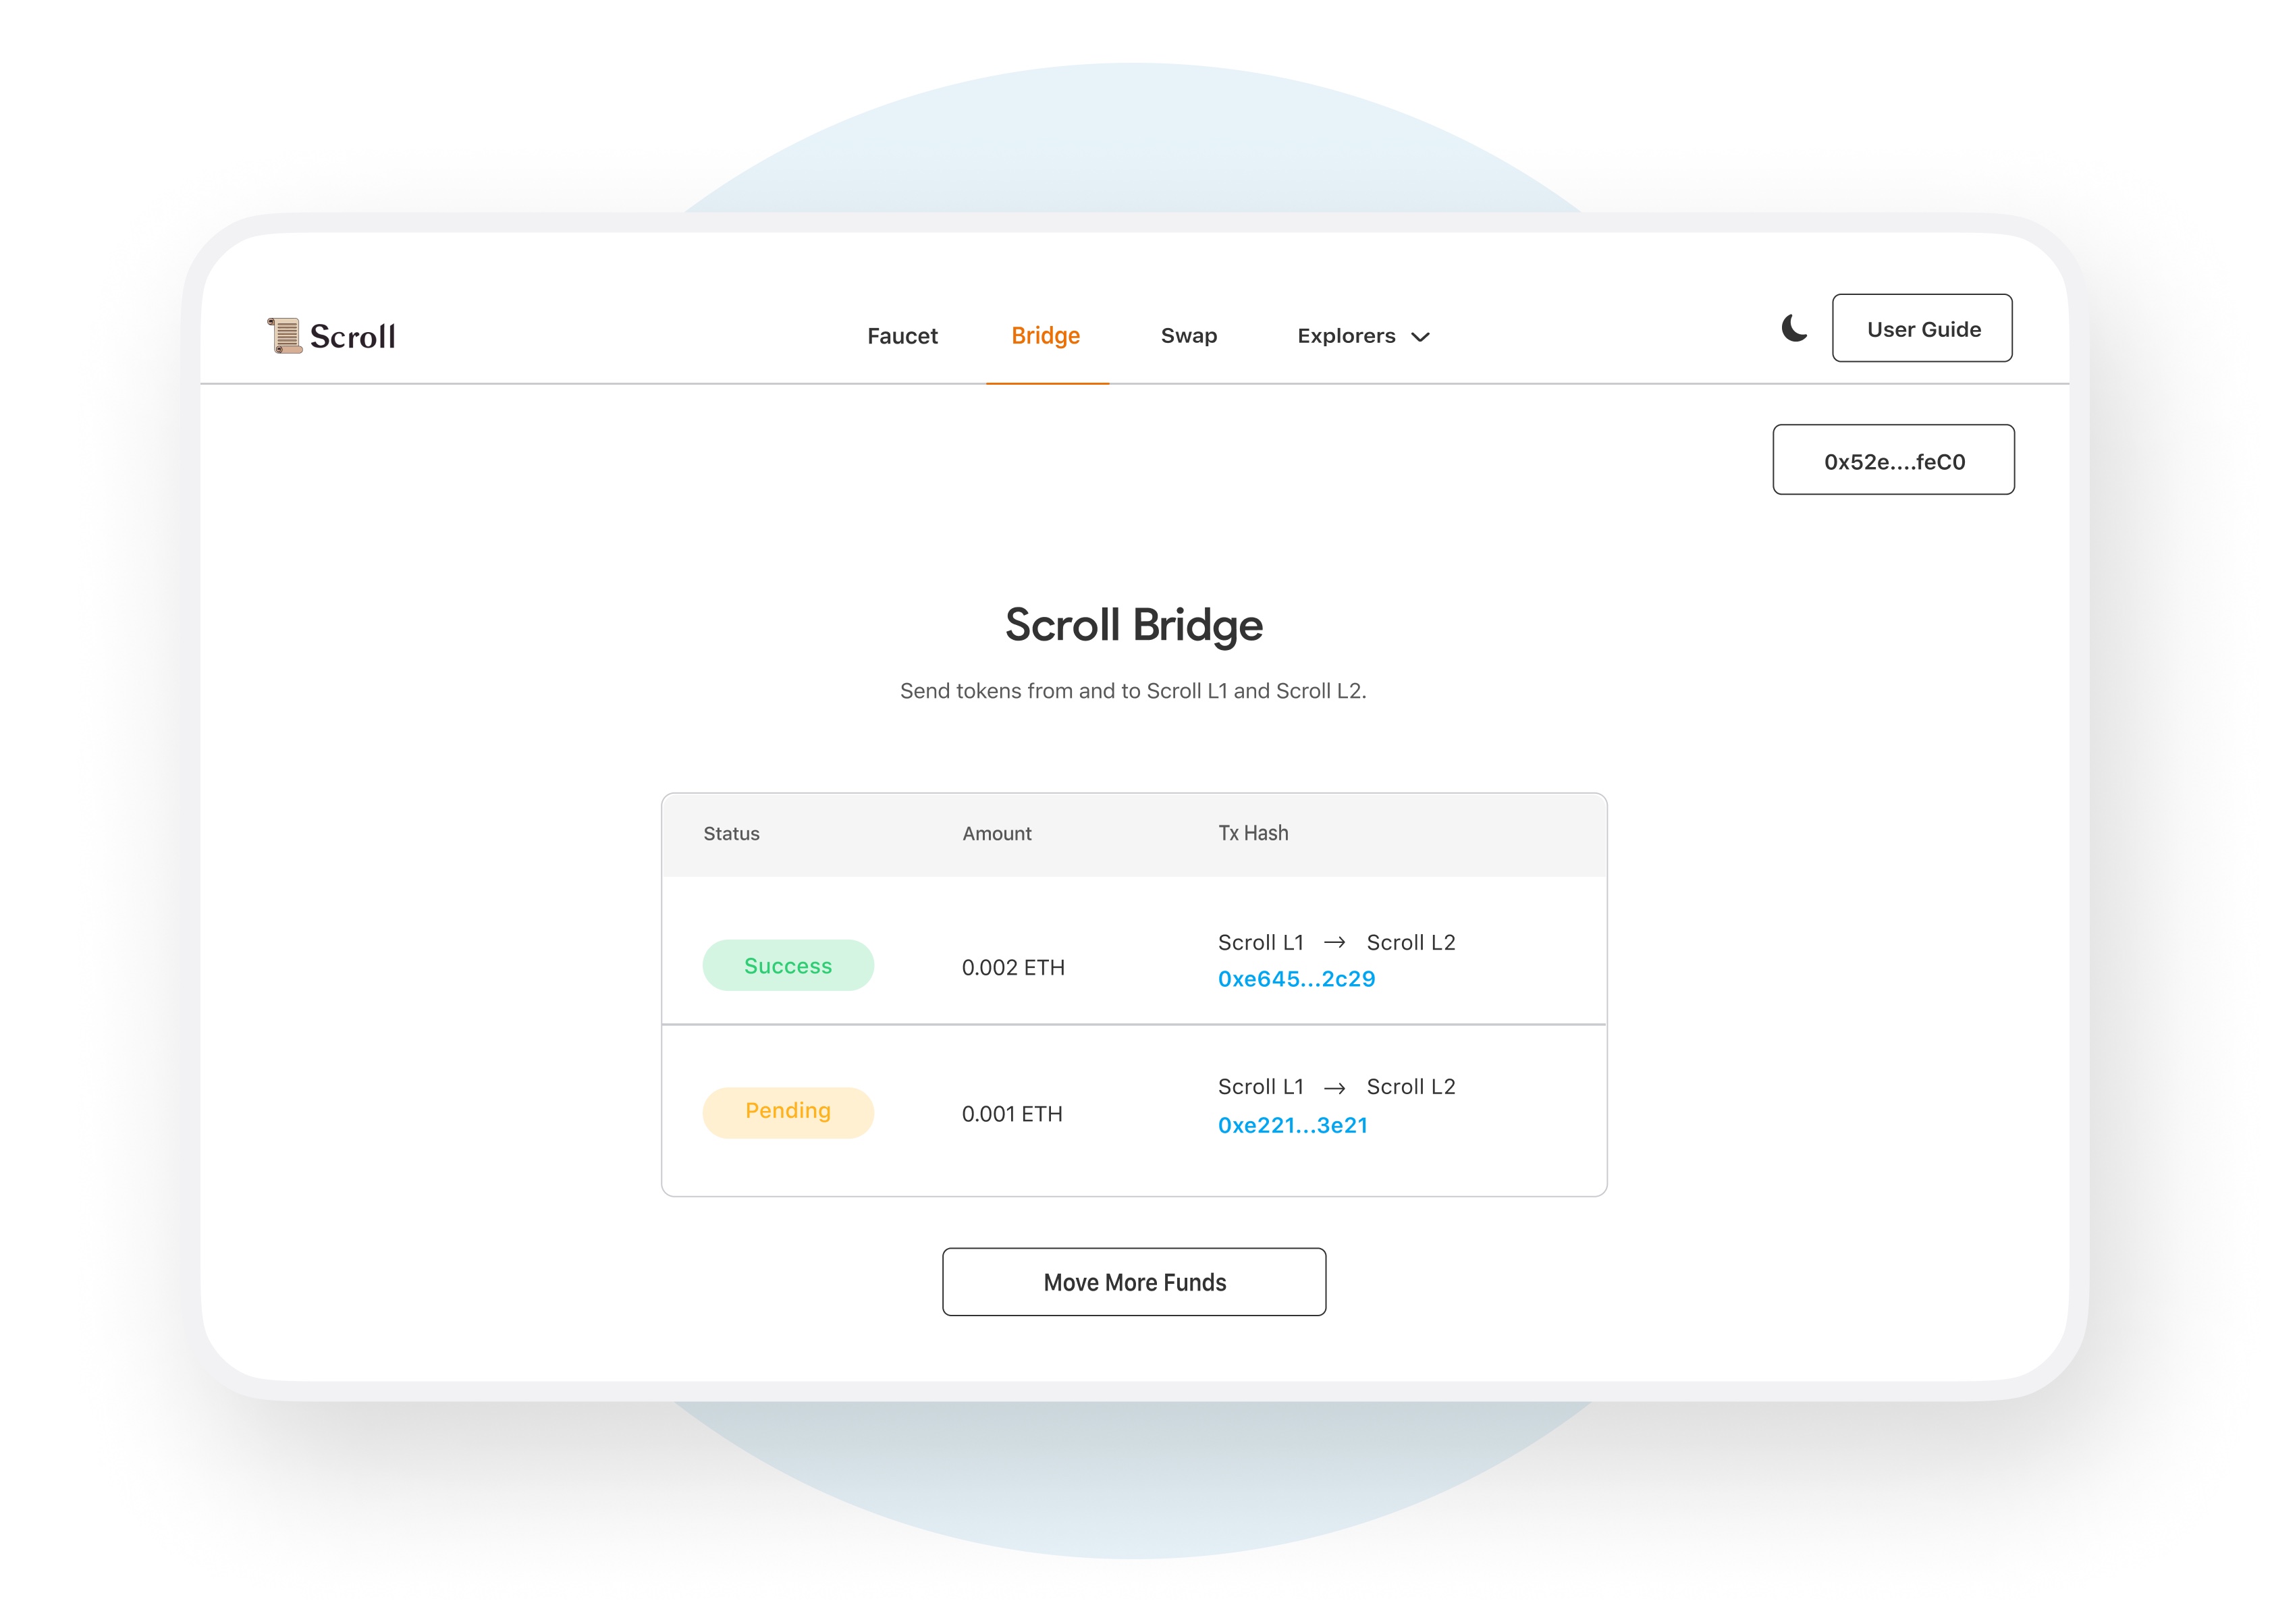 Scroll
Faucet Bridge Swap Explorers
User Guide
0x52e....feC0
Scroll Bridge
Send tokens from and to Scroll L1 and Scroll L2.
Status Amount Tx Hash
Success 0.002 ETH Scroll L1 → Scroll L2
0xe645...2c29
Pending 0.001 ETH Scroll L1 → Scroll L2
0xe221...3e21
Move More Funds